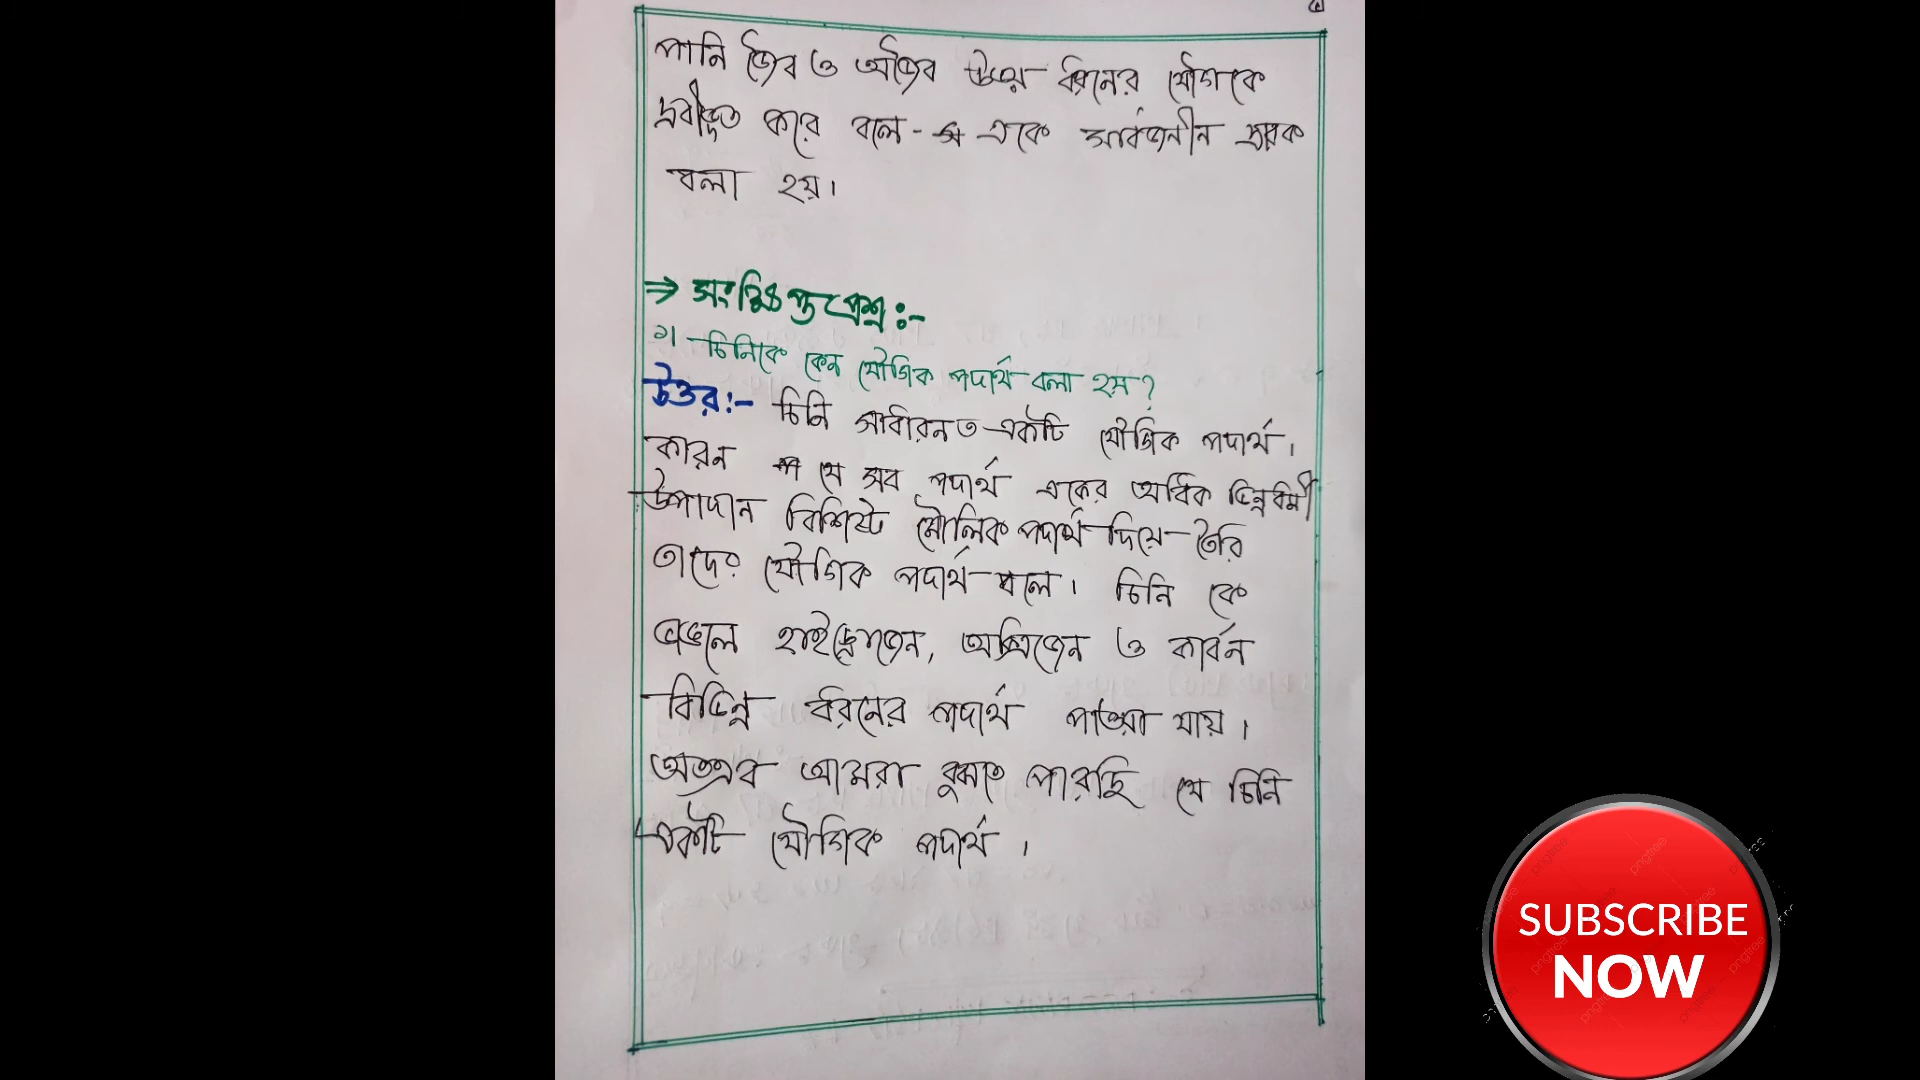 পানি জৈব ও অজৈব উভয় ধরনের যৌগকে
দ্রবীভূত করে বলে - একে সার্বজনীন দ্রাবক
বলা হয়।
⇒ সংক্ষিপ্ত প্রশ্ন:-
১। চিনিকে কেন যৌগিক পদার্থ বলা হয়?
উত্তর:- চিনি সাধারনত একটি যৌগিক পদার্থ।
কারন যে সব পদার্থ একের অধিক ভিন্নধর্মী
উপাদান বিশিষ্ট মৌলিক পদার্থ দিয়ে তৈরি
তাদের যৌগিক পদার্থ বলে। চিনি কে
ভাঙলে হাইড্রোজেন, অক্সিজেন ও কার্বন
বিভিন্ন ধরনের পদার্থ পাওয়া যায়।
অতএব আমরা বুঝতে পারছি যে চিনি
একটি যৌগিক পদার্থ।
SUBSCRIBE
NOW